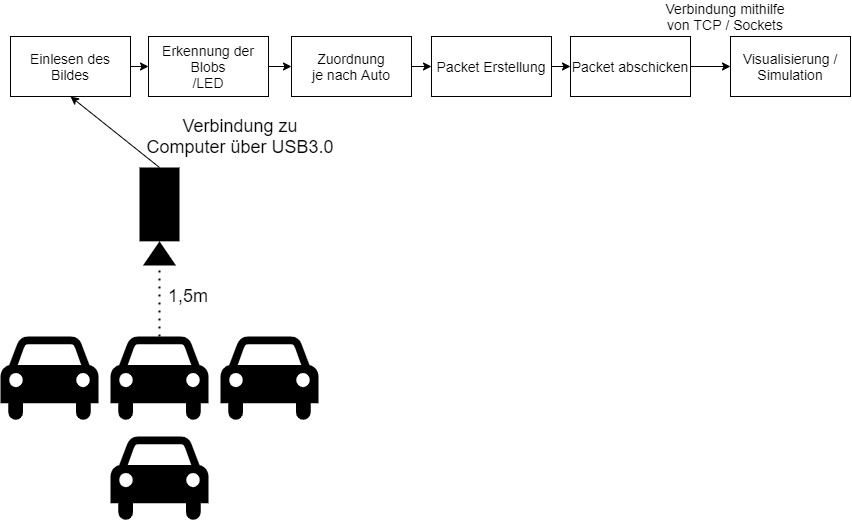 Verbindung mithilfe
von TCP / Sockets
Einlesen des
Bildes
Erkennung der
Blobs
/LED
Zuordnung
je nach Auto
Packet Erstellung
Packet abschicken
Visualisierung /
Simulation
Verbindung zu
Computer über USB3.0
1,5m